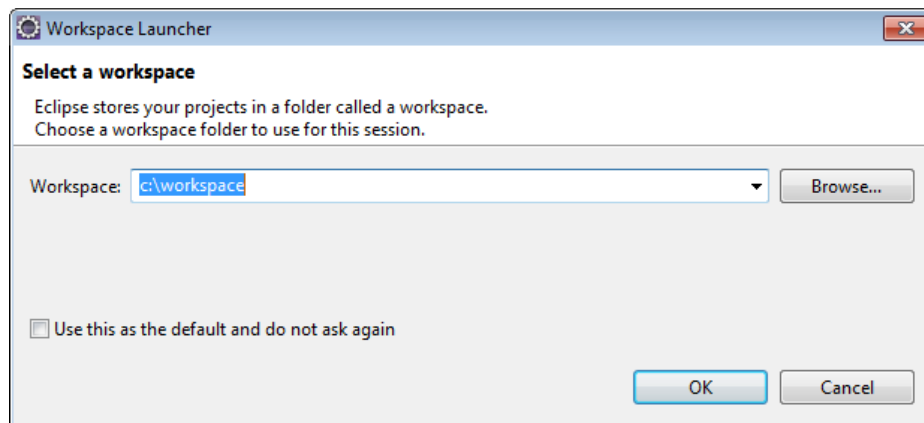 Workspace Launcher
Select a workspace
Eclipse stores your projects in a folder called a workspace.
Choose a workspace folder to use for this session.
Workspace: c:\workspace Browse...
Use this as the default and do not ask again
OK Cancel